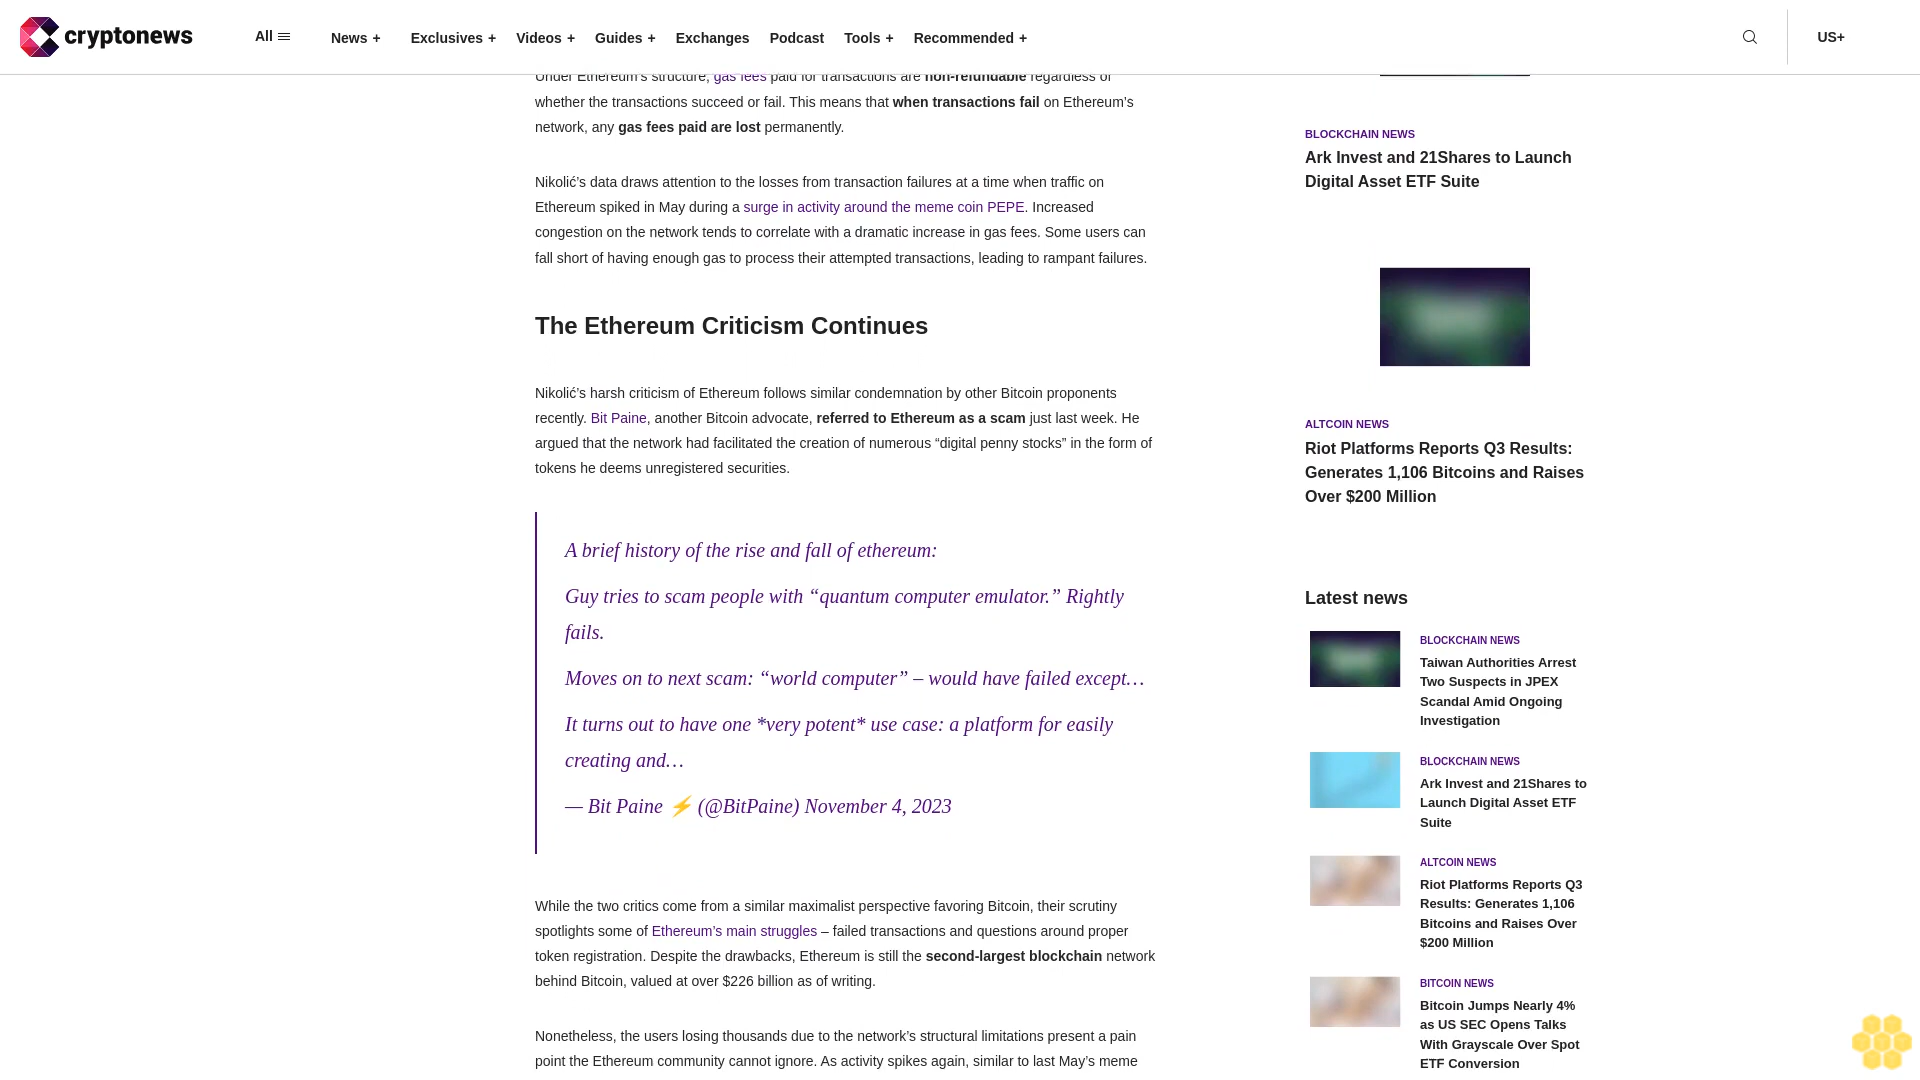 cryptonews
All
News +
Exclusives +
Videos +
Guides +
Exchanges
Podcast
Tools +
Recommended +
US+
Under Ethereum’s structure, gas fees paid for transactions are non-refundable regardless of
whether the transactions succeed or fail. This means that when transactions fail on Ethereum’s
network, any gas fees paid are lost permanently.
Nikolić’s data draws attention to the losses from transaction failures at a time when traffic on
Ethereum spiked in May during a surge in activity around the meme coin PEPE. Increased
congestion on the network tends to correlate with a dramatic increase in gas fees. Some users can
fall short of having enough gas to process their attempted transactions, leading to rampant failures.
The Ethereum Criticism Continues
Nikolić’s harsh criticism of Ethereum follows similar condemnation by other Bitcoin proponents
recently. Bit Paine, another Bitcoin advocate, referred to Ethereum as a scam just last week. He
argued that the network had facilitated the creation of numerous “digital penny stocks” in the form of
tokens he deems unregistered securities.
A brief history of the rise and fall of ethereum:
Guy tries to scam people with “quantum computer emulator.” Rightly
fails.
Moves on to next scam: “world computer” – would have failed except…
It turns out to have one *very potent* use case: a platform for easily
creating and…
— Bit Paine ⚡ (@BitPaine) November 4, 2023
While the two critics come from a similar maximalist perspective favoring Bitcoin, their scrutiny
spotlights some of Ethereum’s main struggles – failed transactions and questions around proper
token registration. Despite the drawbacks, Ethereum is still the second-largest blockchain network
behind Bitcoin, valued at over $226 billion as of writing.
Nonetheless, the users losing thousands due to the network’s structural limitations present a pain
point the Ethereum community cannot ignore. As activity spikes again, similar to last May’s meme
BLOCKCHAIN NEWS
Ark Invest and 21Shares to Launch
Digital Asset ETF Suite
ALTCOIN NEWS
Riot Platforms Reports Q3 Results:
Generates 1,106 Bitcoins and Raises
Over $200 Million
Latest news
BLOCKCHAIN NEWS
Taiwan Authorities Arrest
Two Suspects in JPEX
Scandal Amid Ongoing
Investigation
BLOCKCHAIN NEWS
Ark Invest and 21Shares to
Launch Digital Asset ETF
Suite
ALTCOIN NEWS
Riot Platforms Reports Q3
Results: Generates 1,106
Bitcoins and Raises Over
$200 Million
BITCOIN NEWS
Bitcoin Jumps Nearly 4%
as US SEC Opens Talks
With Grayscale Over Spot
ETF Conversion